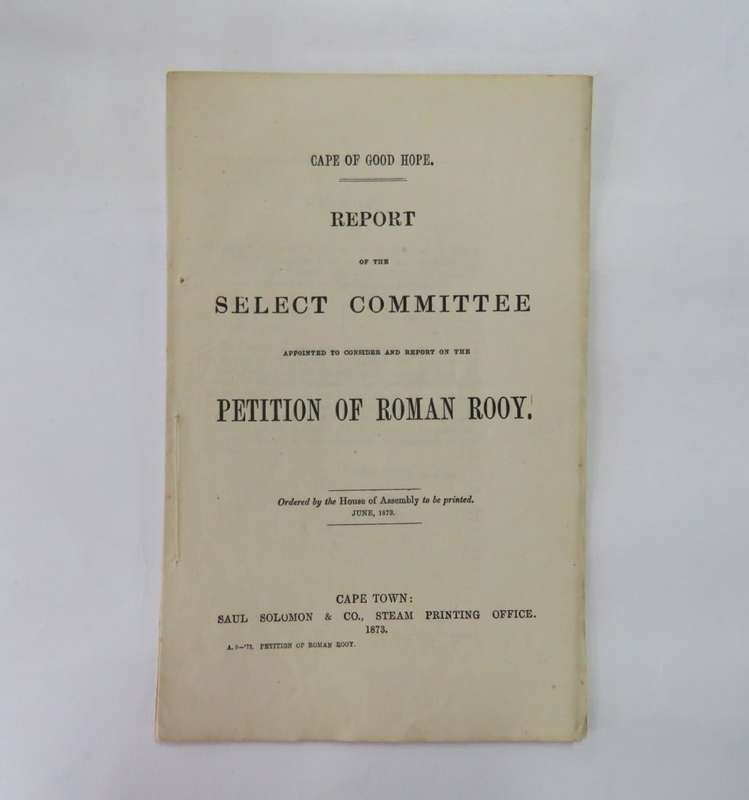 CAPE OF GOOD HOPE.
REPORT
OF THE
SELECT COMMITTEE
APPOINTED TO CONSIDER AND REPORT ON THE
PETITION OF ROMAN ROOY.
Ordered by the House of Assembly to be printed.
JUNE, 1873.
CAPE TOWN:
SAUL SOLOMON & CO., STEAM PRINTING OFFICE.
1873.
PETITION OF ROMAN ROOY.